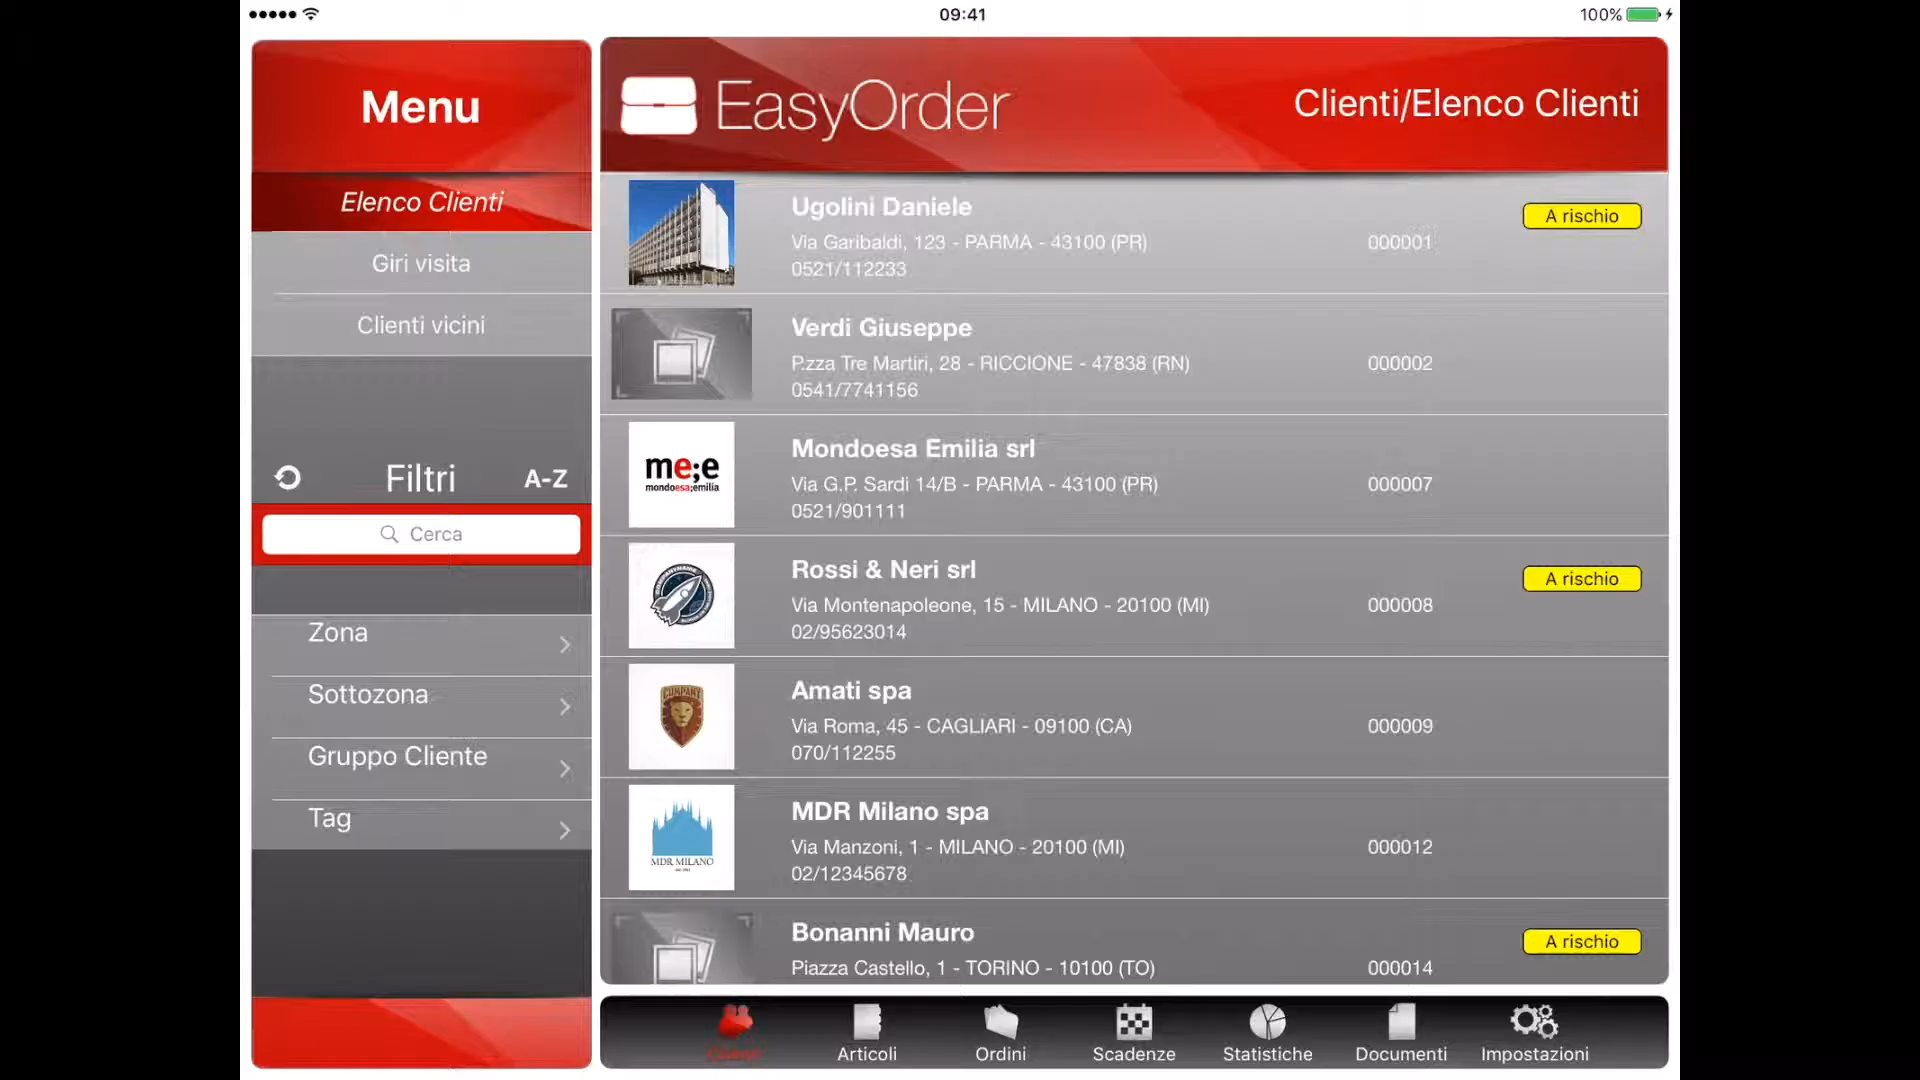 09:41
100%
Menu
Elenco Clienti
Giri visita
Clienti vicini
Filtri
A-Z
Cerca
Zona
Sottozona
Gruppo Cliente
Tag
EasyOrder
Clienti/Elenco Clienti
Ugolini Daniele
A rischio
Via Garibaldi, 123 - PARMA - 43100 (PR)
000001
0521/112233
Verdi Giuseppe
P.zza Tre Martiri, 28 - RICCIONE - 47838 (RN)
000002
0541/7741156
me;e
mondoesa;emilia
Mondoesa Emilia srl
Via G.P. Sardi 14/B - PARMA - 43100 (PR)
000007
0521/901111
Rossi & Neri srl
A rischio
Via Montenapoleone, 15 - MILANO - 20100 (MI)
000008
02/95623014
COMPANY
Amati spa
Via Roma, 45 - CAGLIARI - 09100 (CA)
000009
070/112255
MDR MILANO
MDR Milano spa
Via Manzoni, 1 - MILANO - 20100 (MI)
000012
02/12345678
Bonanni Mauro
A rischio
Piazza Castello, 1 - TORINO - 10100 (TO)
000014
Articoli
Ordini
Scadenze
Statistiche
Documenti
Impostazioni